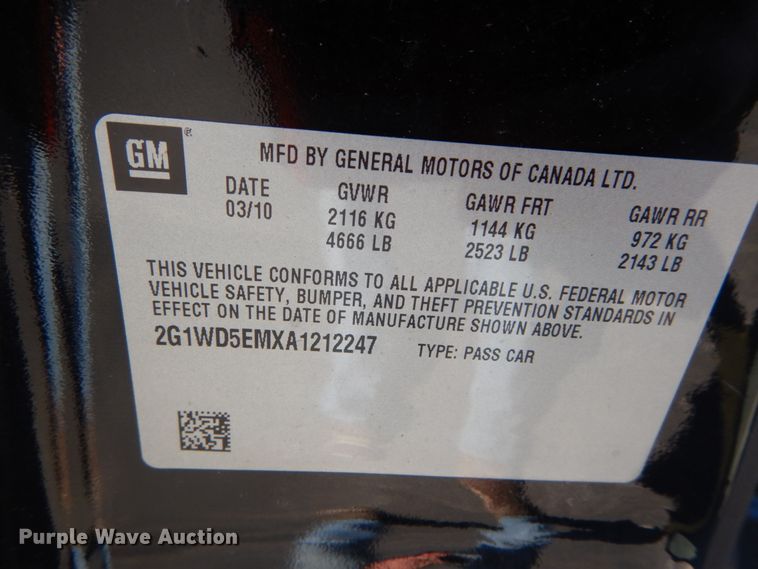 GM ®
MFD BY GENERAL MOTORS OF CANADA LTD.
DATE GVWR GAWR FRT GAWR RR
03/10 2116 KG 1144 KG 972 KG
4666 LB 2523 LB 2143 LB
THIS VEHICLE CONFORMS TO ALL APPLICABLE U.S. FEDERAL MOTOR
VEHICLE SAFETY, BUMPER, AND THEFT PREVENTION STANDARDS IN
EFFECT ON THE DATE OF MANUFACTURE SHOWN ABOVE.
2G1WD5EMXA1212247 TYPE: PASS CAR
Purple Wave Auction